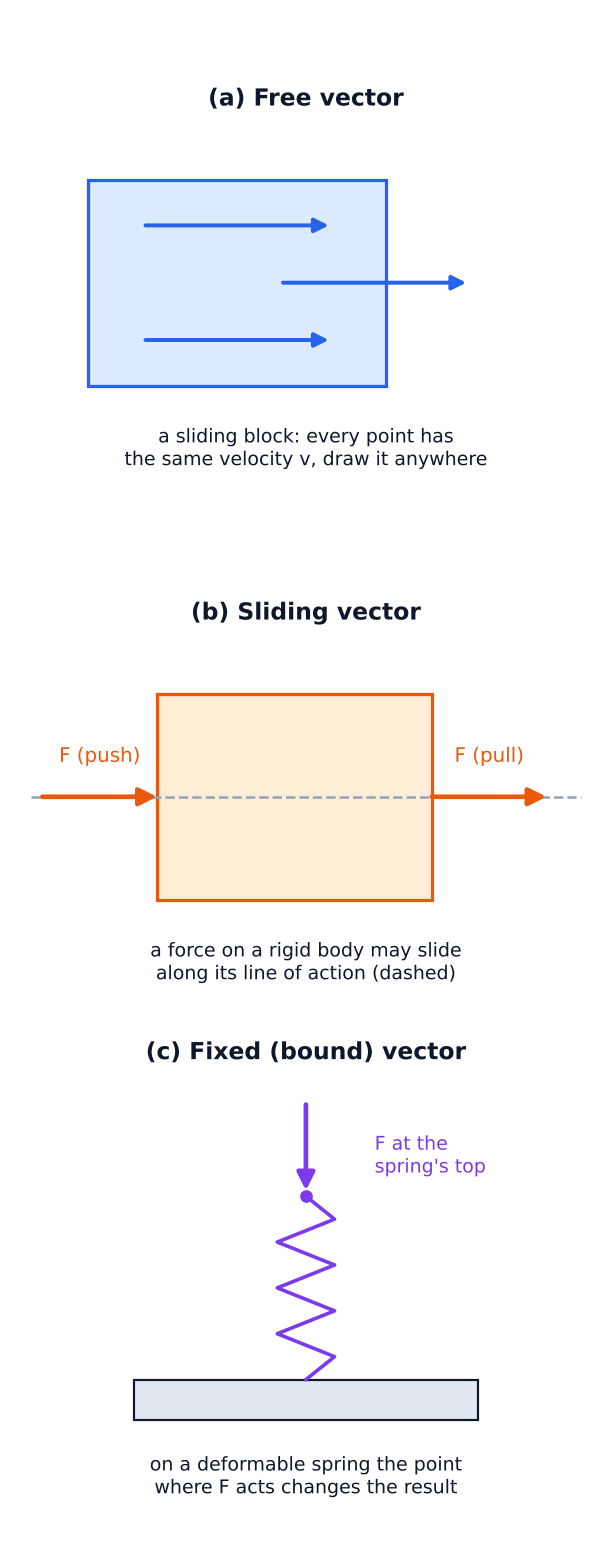 (a) Free vector
a sliding block: every point has
the same velocity v, draw it anywhere
(b) Sliding vector
F (push)
F (pull)
a force on a rigid body may slide
along its line of action (dashed)
(c) Fixed (bound) vector
F at the
spring's top
on a deformable spring the point
where F acts changes the result